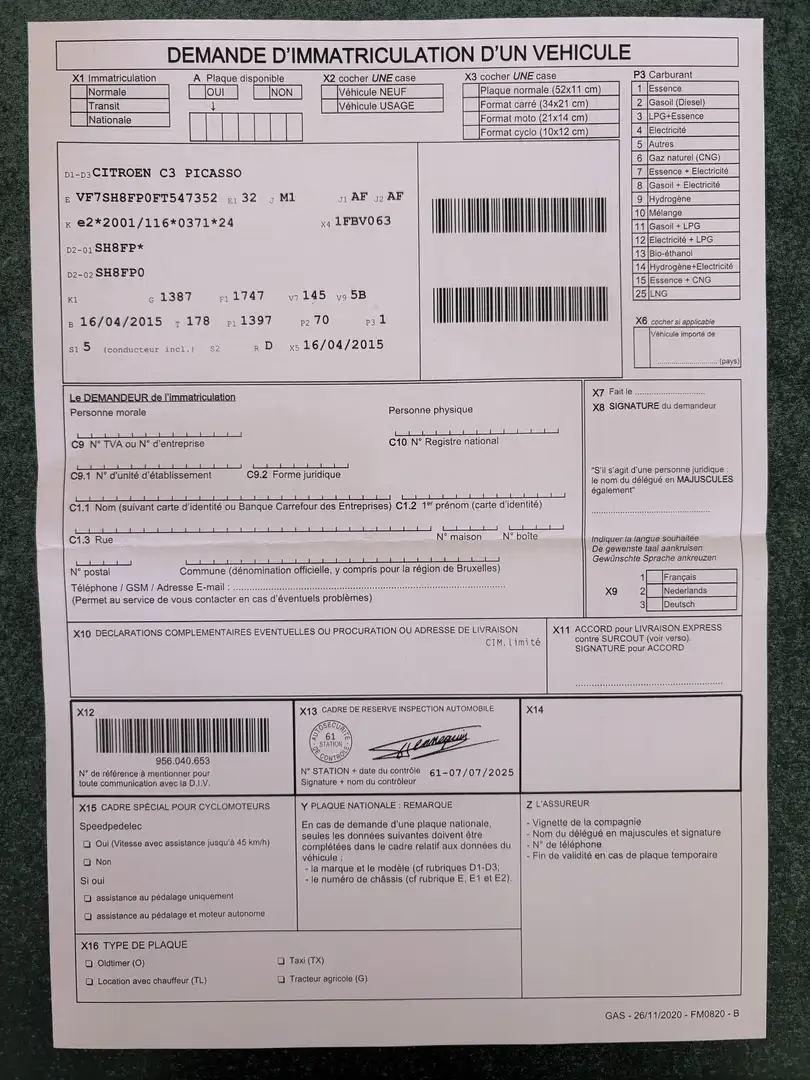 DEMANDE D'IMMATRICULATION D'UN VEHICULE
X1 Immatriculation
Normale
Transit
Nationale
A Plaque disponible
OUI
NON
↓
X2 cocher UNE case
Véhicule NEUF
Véhicule USAGE
X3 cocher UNE case
Plaque normale (52x11 cm)
Format carré (34x21 cm)
Format moto (21x14 cm)
Format cyclo (10x12 cm)
P3 Carburant
1 Essence
2 Gasoil (Diesel)
3 LPG+Essence
4 Electricité
5 Autres
6 Gaz naturel (CNG)
7 Essence + Electricité
8 Gasoil + Electricité
9 Hydrogène
10 Mélange
11 Gasoil + LPG
12 Electricité + LPG
13 Bio-éthanol
14 Hydrogène+Electricité
15 Essence + CNG
25 LNG
D1-D3 CITROEN C3 PICASSO
E VF7SH8FP0FT547352 E1 32 J M1 J1 AF J2 AF
K e2*2001/116*0371*24 X4 1FBV063
D2-01 SH8FP*
D2-02 SH8FP0
K1 G 1387 F1 1747 V7 145 V9 5B
B 16/04/2015 T 178 P1 1397 P2 70 P3 1
S1 5 (conducteur incl.) S2 R D X5 16/04/2015
X6 cocher si applicable
Véhicule importé de
.......................... (pays)
Le DEMANDEUR de l'immatriculation
Personne morale
Personne physique
C9 N° TVA ou N° d'entreprise
C10 N° Registre national
C9.1 N° d'unité d'établissement
C9.2 Forme juridique
C1.1 Nom (suivant carte d'identité ou Banque Carrefour des Entreprises) C1.2 1er prénom (carte d'identité)
C1.3 Rue
N° maison
N° boîte
N° postal
Commune (dénomination officielle, y compris pour la région de Bruxelles)
Téléphone / GSM / Adresse E-mail : ..........................
(Permet au service de vous contacter en cas d'éventuels problèmes)
X7 Fait le ..........................
X8 SIGNATURE du demandeur
"S'il s'agit d'une personne juridique :
le nom du délégué en MAJUSCULES
également"
..........................
Indiquer la langue souhaitée
De gewenste taal aankruisen
Gewünschte Sprache ankreuzen
X9
1 Français
2 Nederlands
3 Deutsch
X10 DECLARATIONS COMPLEMENTAIRES EVENTUELLES OU PROCURATION OU ADRESSE DE LIVRAISON
CIM.limité
X11 ACCORD pour LIVRAISON EXPRESS
contre SURCOUT (voir verso).
SIGNATURE pour ACCORD
..........................
X12
956.040.653
N° de référence à mentionner pour
toute communication avec la D.I.V.
X13 CADRE DE RESERVE INSPECTION AUTOMOBILE
AUTOSECURITE
61
STATION
DE CONTROLE
N° STATION + date du contrôle 61-07/07/2025
Signature + nom du contrôleur
X14
X15 CADRE SPÉCIAL POUR CYCLOMOTEURS
Speedpedelec
❏ Oui (Vitesse avec assistance jusqu'à 45 km/h)
❏ Non
Si oui
❏ assistance au pédalage uniquement
❏ assistance au pédalage et moteur autonome
Y PLAQUE NATIONALE : REMARQUE
En cas de demande d'une plaque nationale,
seules les données suivantes doivent être
complétées dans le cadre relatif aux données du
véhicule :
- la marque et le modèle (cf rubriques D1-D3;
- le numéro de châssis (cf rubrique E, E1 et E2).
Z L'ASSUREUR
- Vignette de la compagnie
- Nom du délégué en majuscules et signature
- N° de téléphone
- Fin de validité en cas de plaque temporaire
X16 TYPE DE PLAQUE
❏ Oldtimer (O)
❏ Taxi (TX)
❏ Location avec chauffeur (TL)
❏ Tracteur agricole (G)
GAS - 26/11/2020 - FM0820 - B